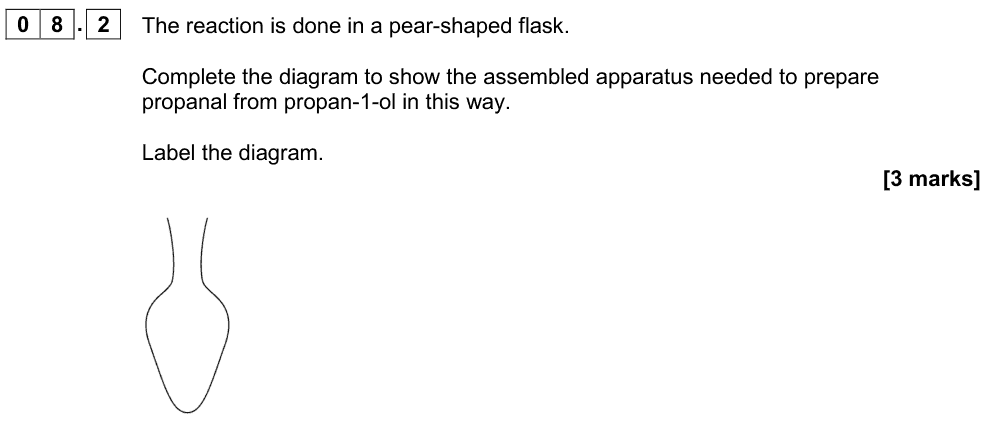 0 8 . 2 The reaction is done in a pear-shaped flask.
Complete the diagram to show the assembled apparatus needed to prepare
propanal from propan-1-ol in this way.
Label the diagram.
[3 marks]